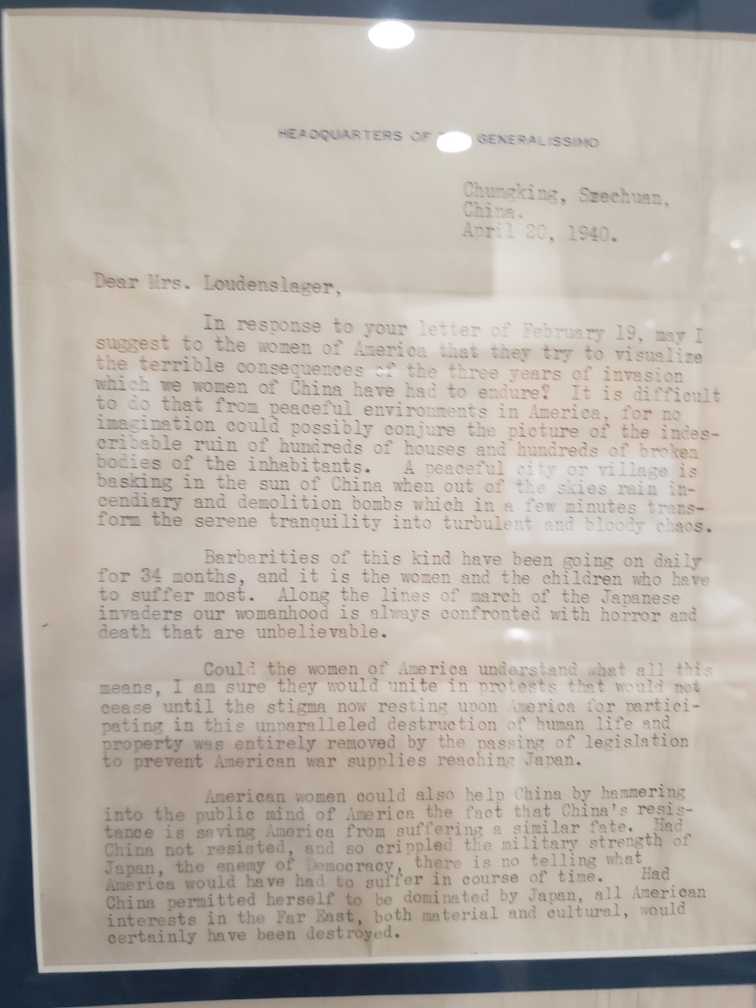 HEADQUARTERS OF GENERALISSIMO
Chungking, Szechuan,
China.
April 20, 1940.
Dear Mrs. Loudenslager,
In response to your letter of February 19, may I
suggest to the women of America that they try to visualize
the terrible consequences of the three years of invasion
which we women of China have had to endure? It is difficult
to do that from peaceful environments in America, for no
imagination could possibly conjure the picture of the indes-
cribable ruin of hundreds of houses and hundreds of broken
bodies of the inhabitants. A peaceful city or village is
basking in the sun of China when out of the skies rain in-
cendiary and demolition bombs which in a few minutes trans-
form the serene tranquility into turbulent and bloody chaos.
Barbarities of this kind have been going on daily
for 34 months, and it is the women and the children who have
to suffer most. Along the lines of march of the Japanese
invaders our womanhood is always confronted with horror and
death that are unbelievable.
Could the women of America understand what all this
means, I am sure they would unite in protests that would not
cease until the stigma now resting upon America for partici-
pating in this unparalleled destruction of human life and
property was entirely removed by the passing of legislation
to prevent American war supplies reaching Japan.
American women could also help China by hammering
into the public mind of America the fact that China's resis-
tance is saving America from suffering a similar fate. Had
China not resisted, and so crippled the military strength of
Japan, the enemy of Democracy, there is no telling what
America would have had to suffer in course of time. Had
China permitted herself to be dominated by Japan, all American
interests in the Far East, both material and cultural, would
certainly have been destroyed.